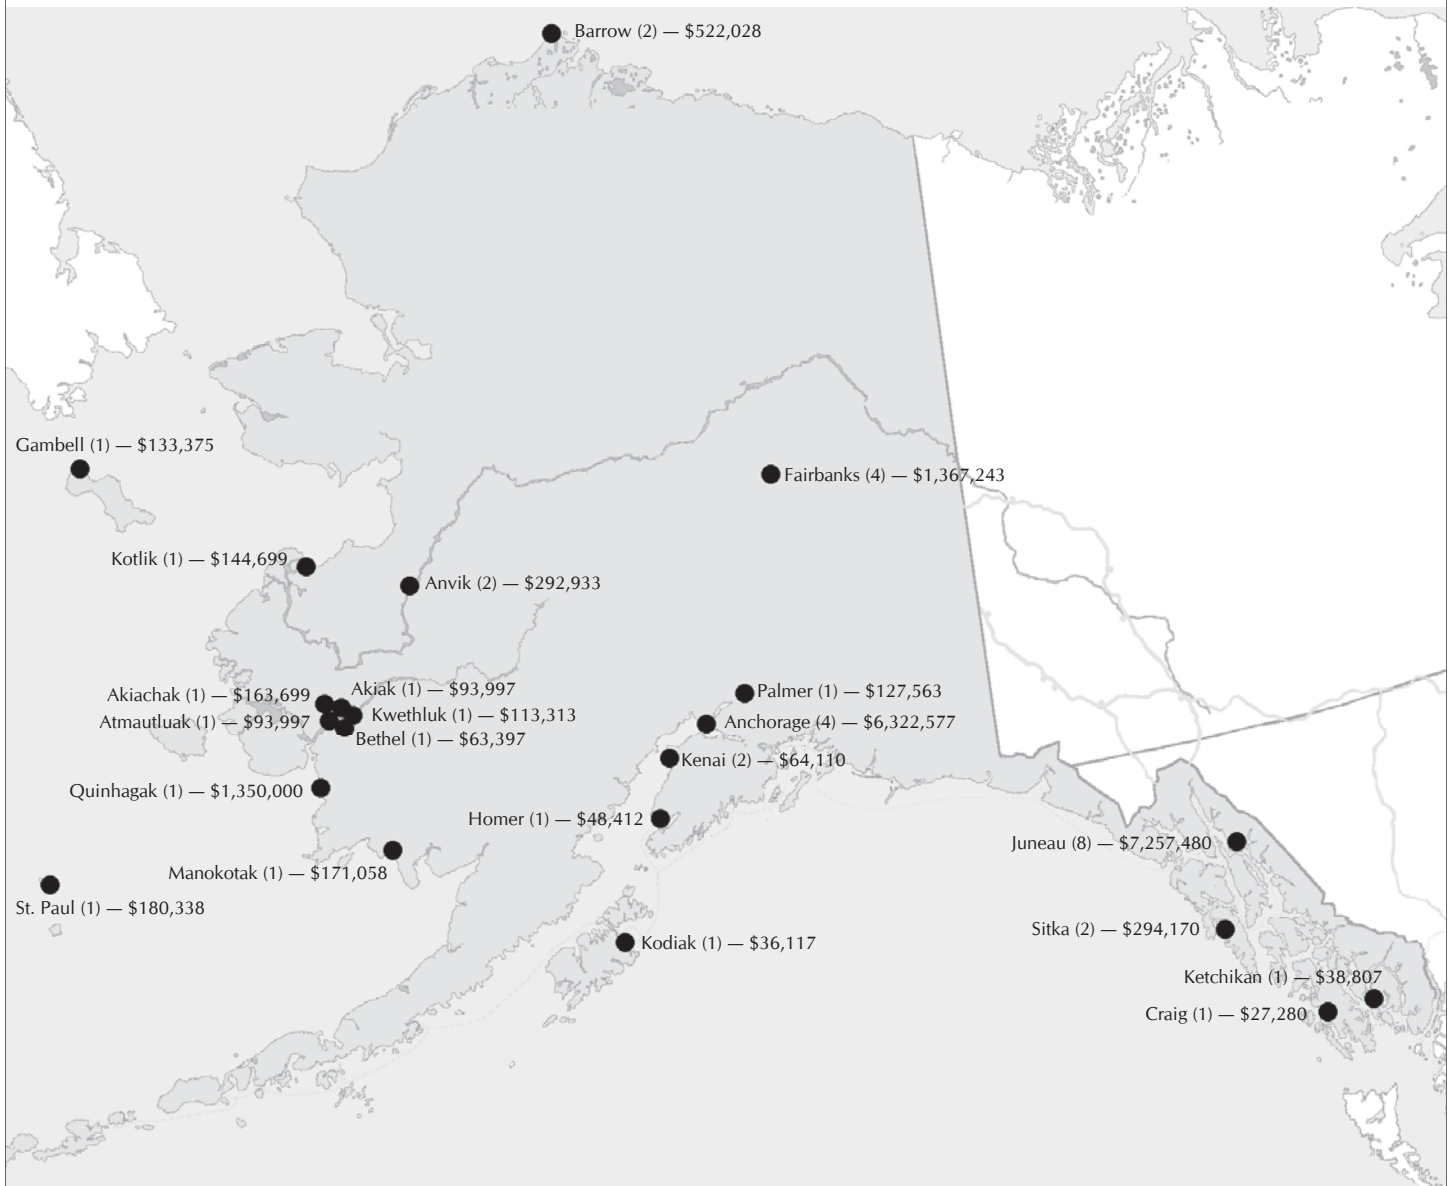 Barrow (2) — $522,028
Gambell (1) — $133,375
Fairbanks (4) — $1,367,243
Kotlik (1) — $144,699
Anvik (2) — $292,933
Akiachak (1) — $163,699
Akiak (1) — $93,997
Palmer (1) — $127,563
Atmautluak (1) — $93,997
Kwethluk (1) — $113,313
Anchorage (4) — $6,322,577
Bethel (1) — $63,397
Kenai (2) — $64,110
Quinhagak (1) — $1,350,000
Homer (1) — $48,412
Juneau (8) — $7,257,480
Manokotak (1) — $171,058
St. Paul (1) — $180,338
Sitka (2) — $294,170
Kodiak (1) — $36,117
Ketchikan (1) — $38,807
Craig (1) — $27,280